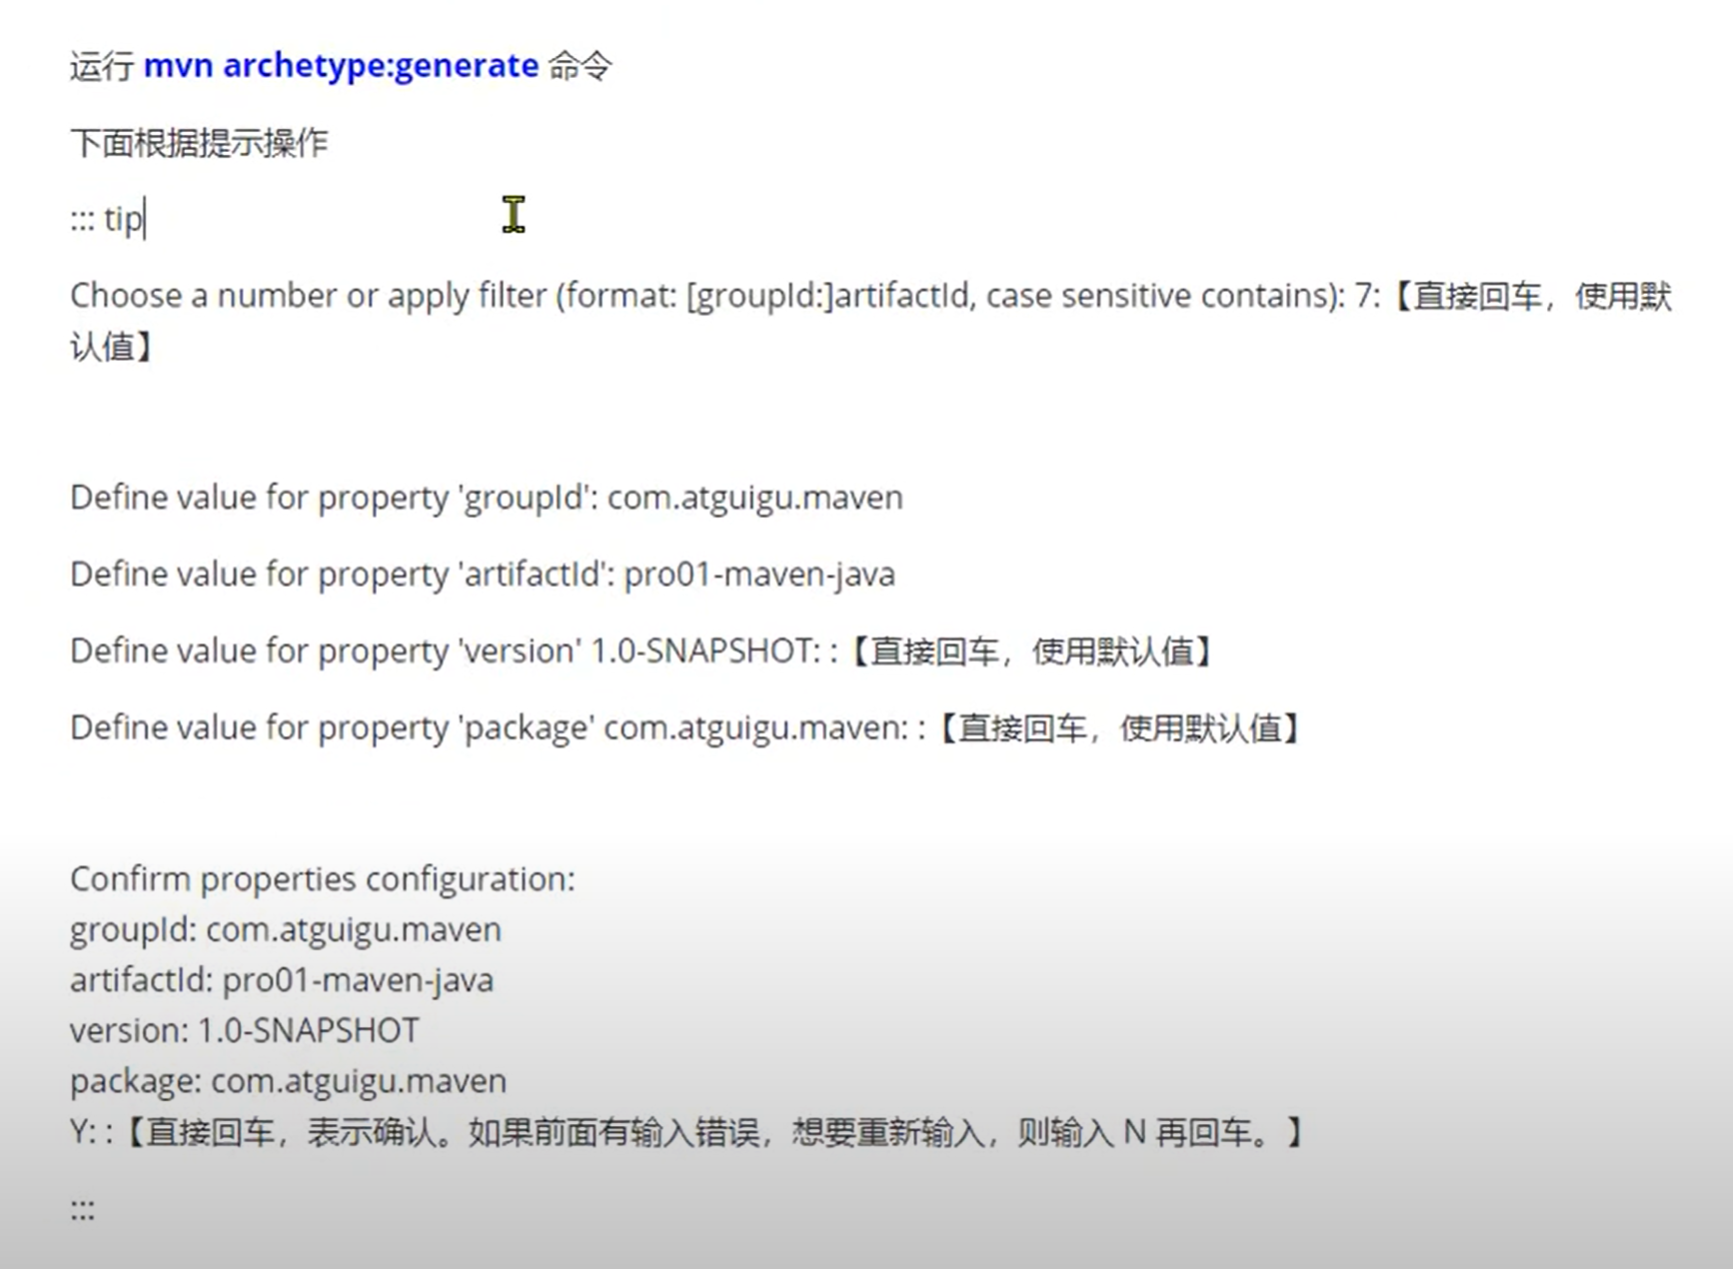 运行 mvn archetype:generate 命令
下面根据提示操作
::: tip
Choose a number or apply filter (format: [groupId:]artifactId, case sensitive contains): 7:【直接回车，使用默
认值】
Define value for property 'groupId': com.atguigu.maven
Define value for property 'artifactId': pro01-maven-java
Define value for property 'version' 1.0-SNAPSHOT: :【直接回车，使用默认值】
Define value for property 'package' com.atguigu.maven: :【直接回车，使用默认值】
Confirm properties configuration:
groupId: com.atguigu.maven
artifactId: pro01-maven-java
version: 1.0-SNAPSHOT
package: com.atguigu.maven
Y: :【直接回车，表示确认。如果前面有输入错误，想要重新输入，则输入 N 再回车。】
:::